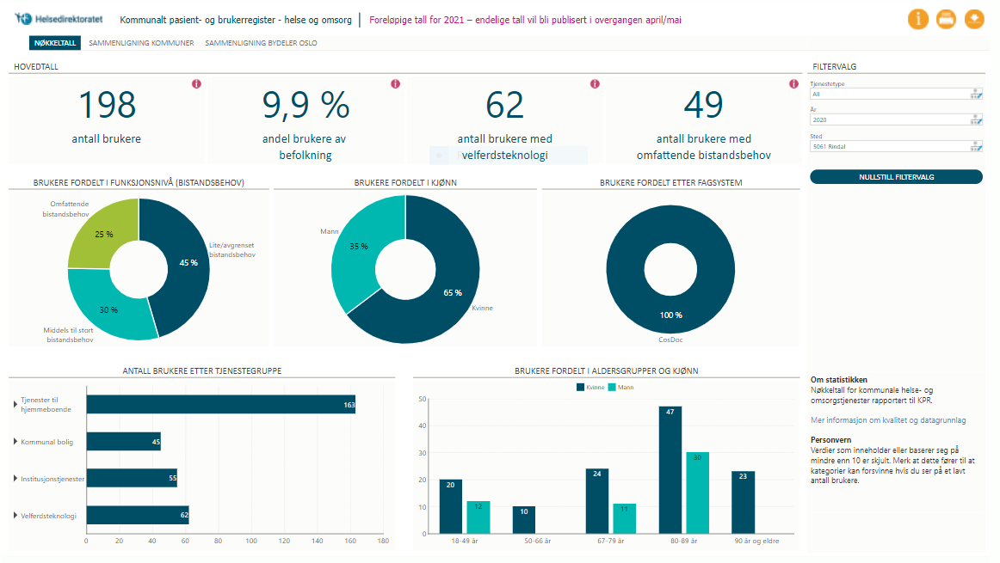 Helsedirektoratet
Kommunalt pasient- og brukerregister - helse og omsorg
Foreløpige tall for 2021 – endelige tall vil bli publisert i overgangen april/mai
NØKKELTALL
SAMMENLIGNING KOMMUNER
SAMMENLIGNING BYDELER OSLO
HOVEDTALL
198
antall brukere
9,9 %
andel brukere av
befolkning
62
antall brukere med
velferdsteknologi
49
antall brukere med
omfattende bistandsbehov
FILTERVALG
Tjenestetype
All
År
2020
Sted
5061 Rindal
NULLSTILL FILTERVALG
BRUKERE FORDELT I FUNKSJONSNIVÅ (BISTANDSBEHOV)
Omfattende
bistandsbehov
25 %
Lite/avgrenset
bistandsbehov
45 %
30 %
Middels til stort
bistandsbehov
BRUKERE FORDELT I KJØNN
Mann
35 %
65 %
Kvinne
BRUKERE FORDELT ETTER FAGSYSTEM
100 %
CosDoc
ANTALL BRUKERE ETTER TJENESTEGRUPPE
Tjenester til
hjemmeboende
163
Kommunal bolig
45
Institusjonstjenester
55
Velferdsteknologi
62
0 20 40 60 80 100 120 140 160 180
BRUKERE FORDELT I ALDERSGRUPPER OG KJØNN
Kvinne Mann
50
40
30
20
10
0
20
12
10
24
11
47
30
23
18-49 år 50-66 år 67-79 år 80-89 år 90 år og eldre
Om statistikken
Nøkkeltall for kommunale helse- og
omsorgstjenester rapportert til KPR.
Mer informasjon om kvalitet og datagrunnlag
Personvern
Verdier som inneholder eller baserer seg på
mindre enn 10 er skjult. Merk at dette fører til at
kategorier kan forsvinne hvis du ser på et lavt
antall brukere.